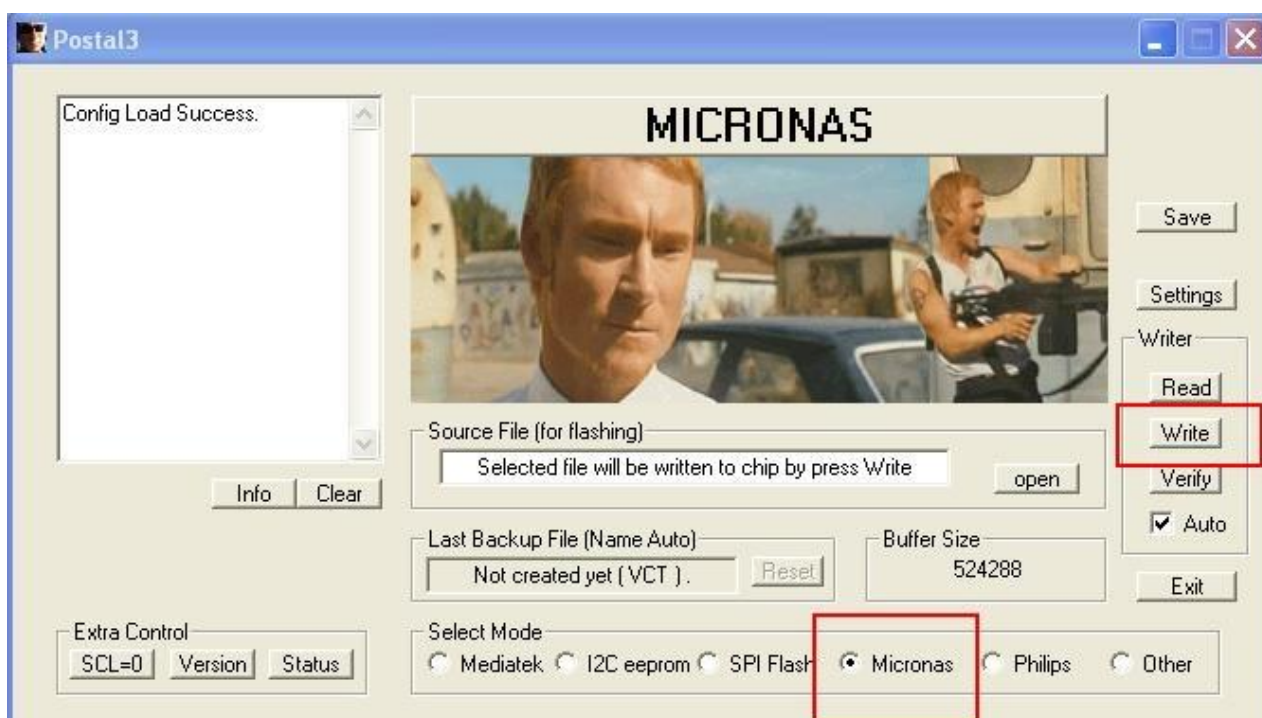 Postal3
Config Load Success.
MICRONAS
Save
Settings
Writer
Read
Write
Verify
Auto
Exit
Source File (for flashing)
Selected file will be written to chip by press Write
open
Info
Clear
Last Backup File (Name Auto)
Not created yet ( VCT ) .
Reset
Buffer Size
524288
Extra Control
SCL=0
Version
Status
Select Mode
Mediatek
I2C eeprom
SPI Flash
Micronas
Philips
Other